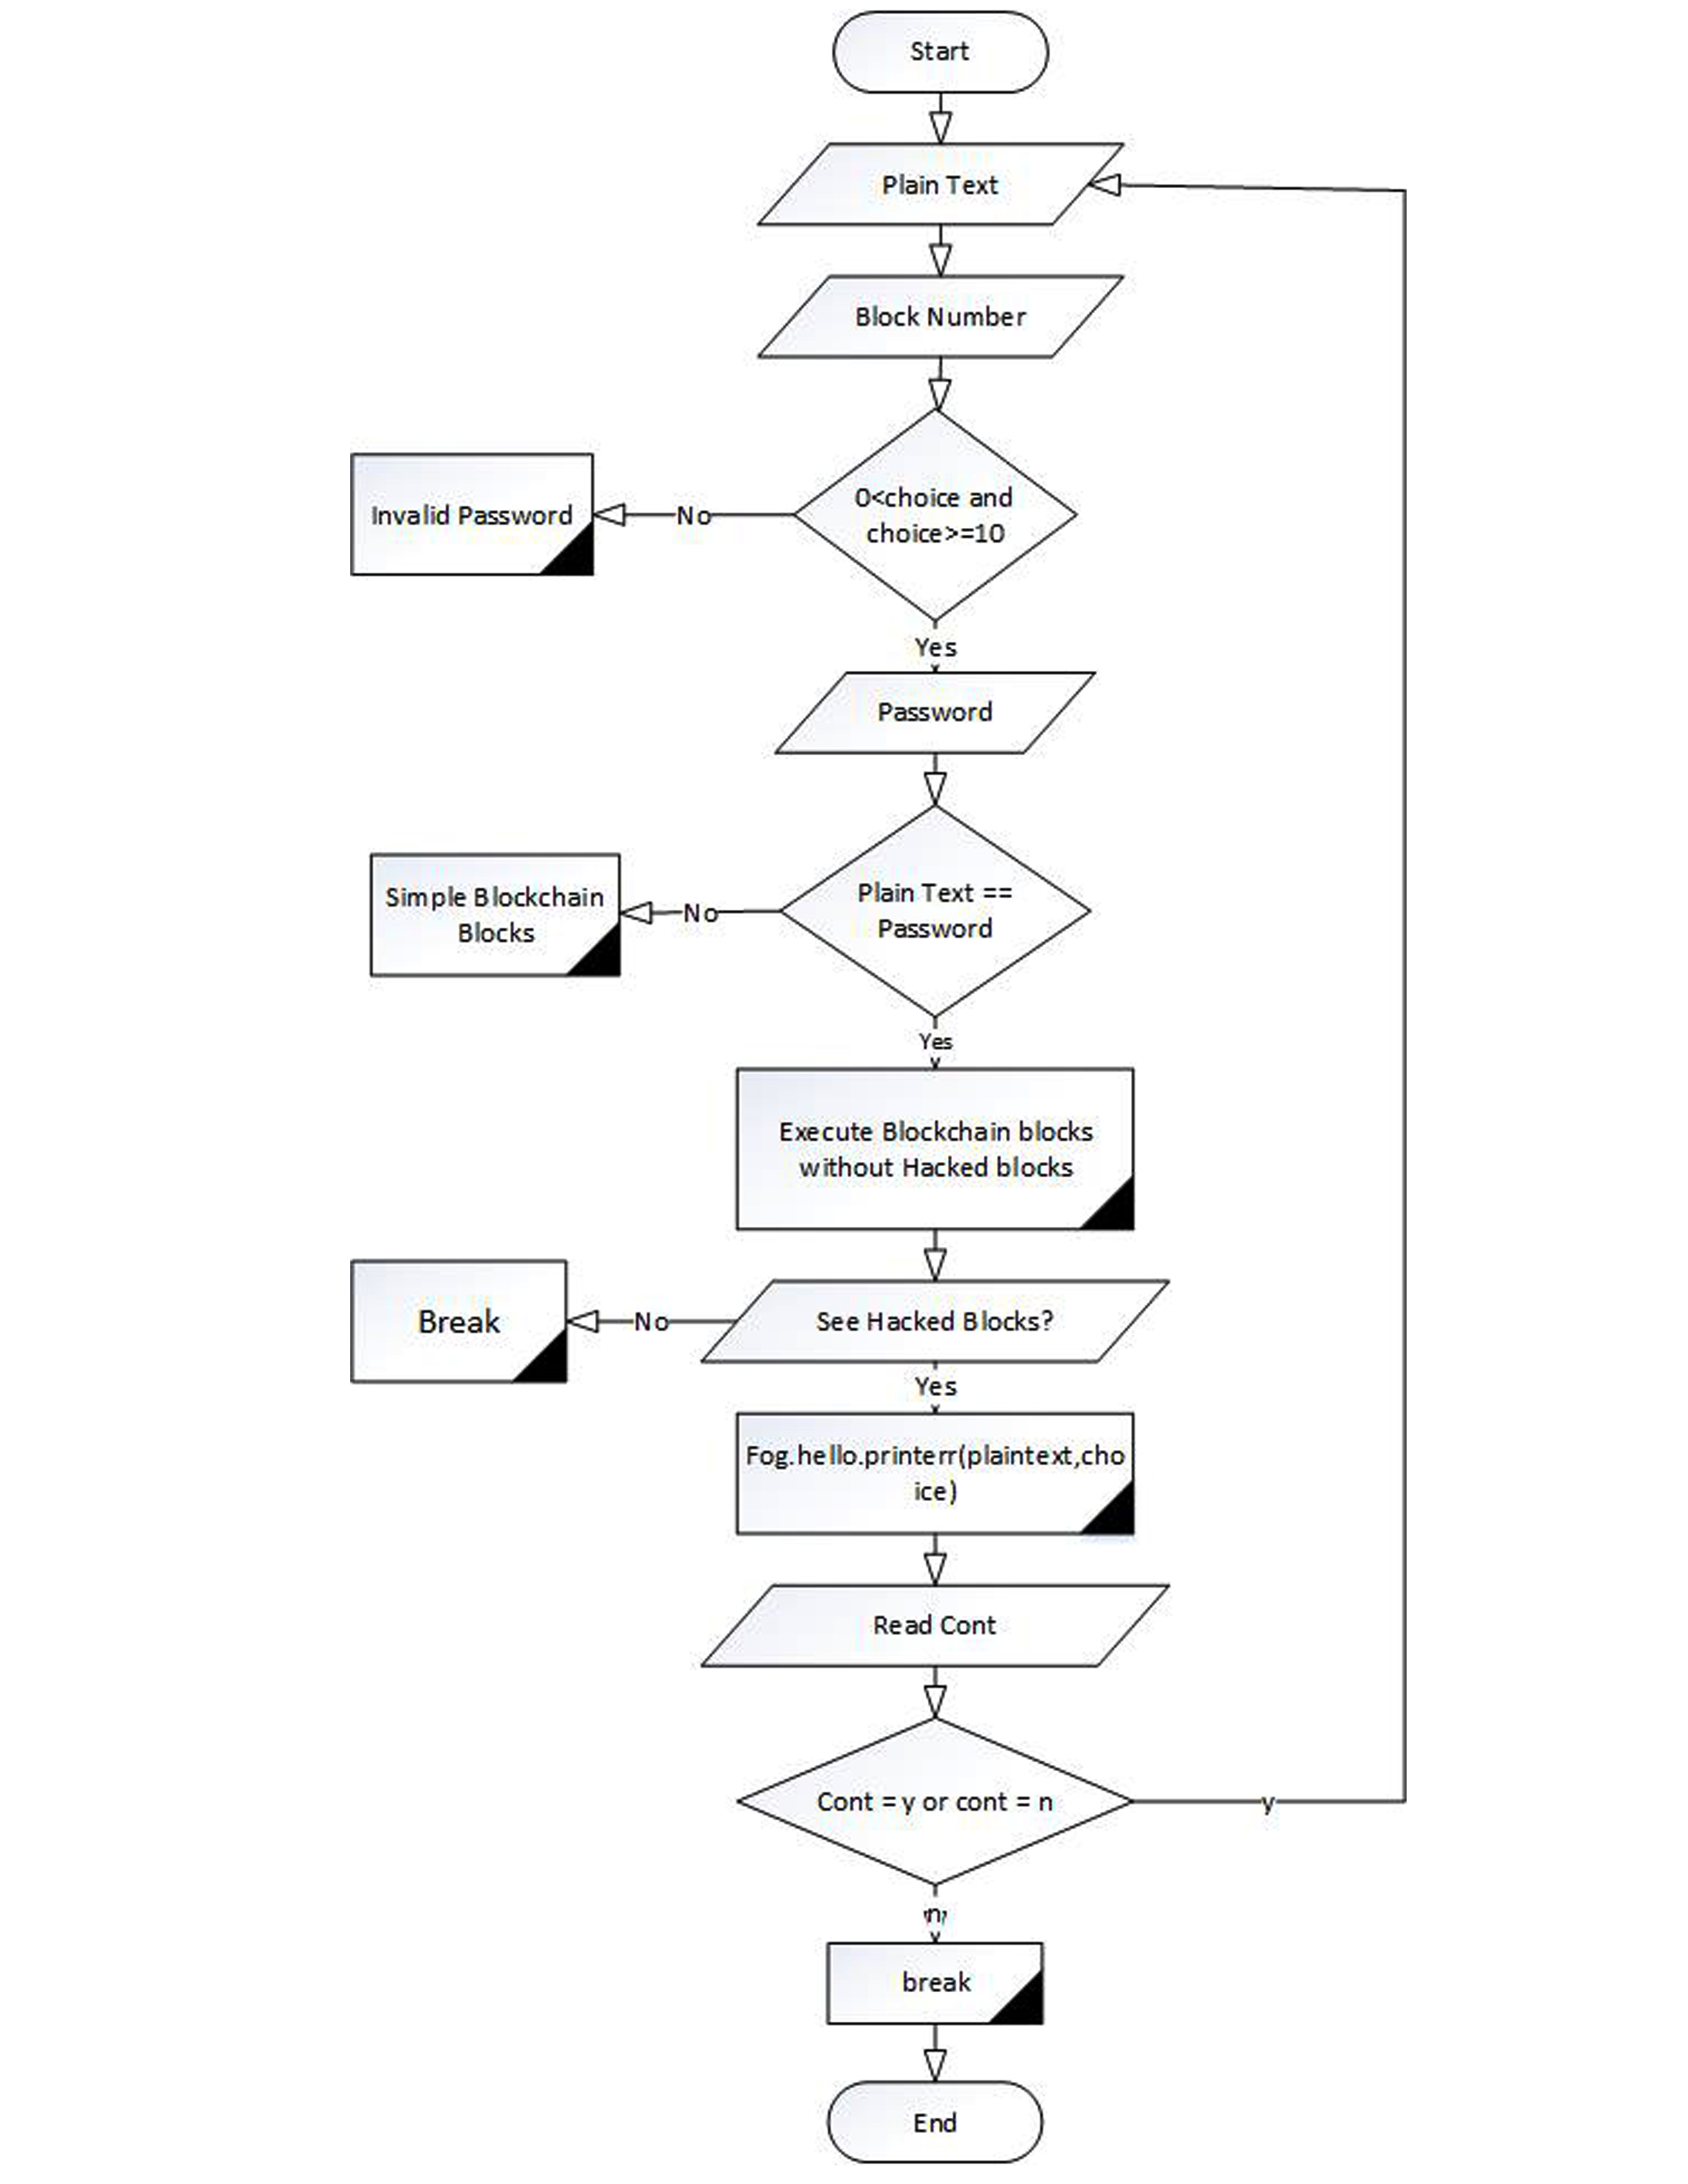 Start
Plain Text
Block Number
0<choice and
choice>=10
No
Invalid Password
Yes
Password
Plain Text ==
Password
No
Simple Blockchain
Blocks
Yes
Execute Blockchain blocks
without Hacked blocks
See Hacked Blocks?
No
Break
Yes
Fog.hello.printerr(plaintext,cho
ice)
Read Cont
Cont = y or cont = n
y
n
break
End